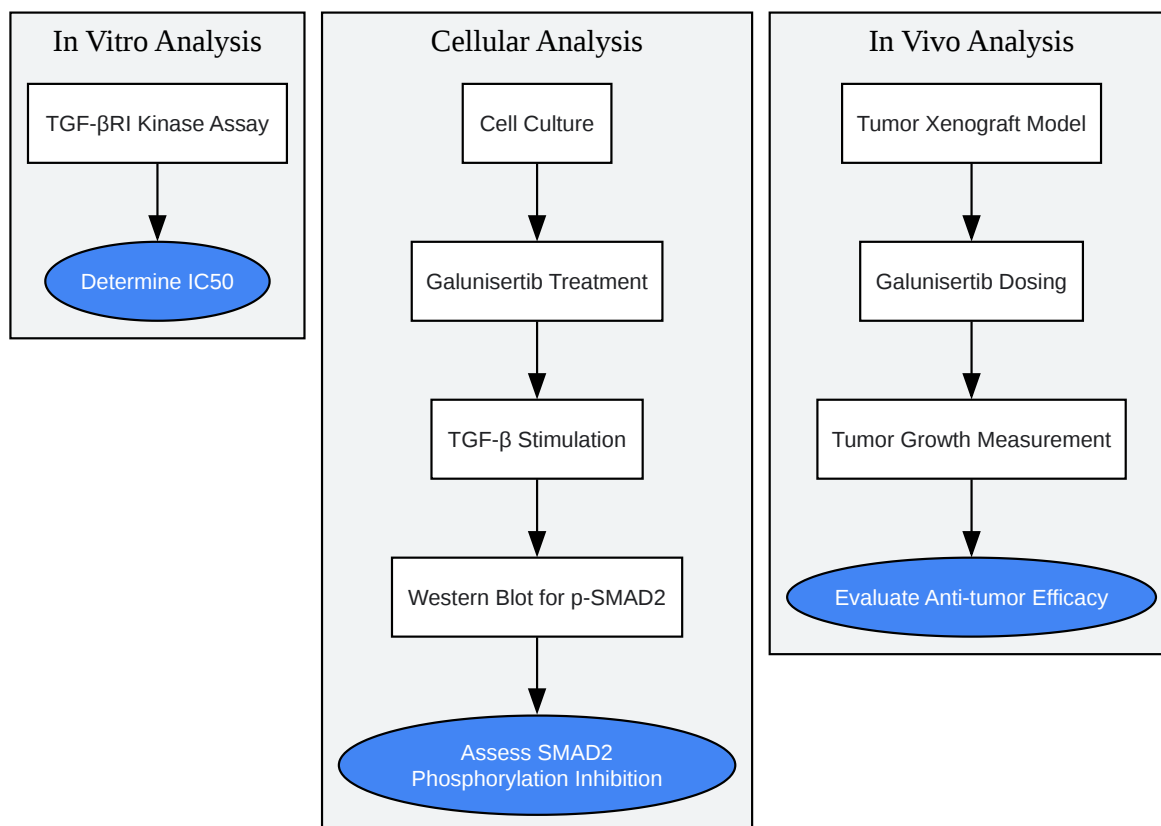 In Vitro Analysis
TGF-βRI Kinase Assay
Determine IC50
Cellular Analysis
Cell Culture
Galunisertib Treatment
TGF-β Stimulation
Western Blot for p-SMAD2
Assess SMAD2
Phosphorylation Inhibition
In Vivo Analysis
Tumor Xenograft Model
Galunisertib Dosing
Tumor Growth Measurement
Evaluate Anti-tumor Efficacy